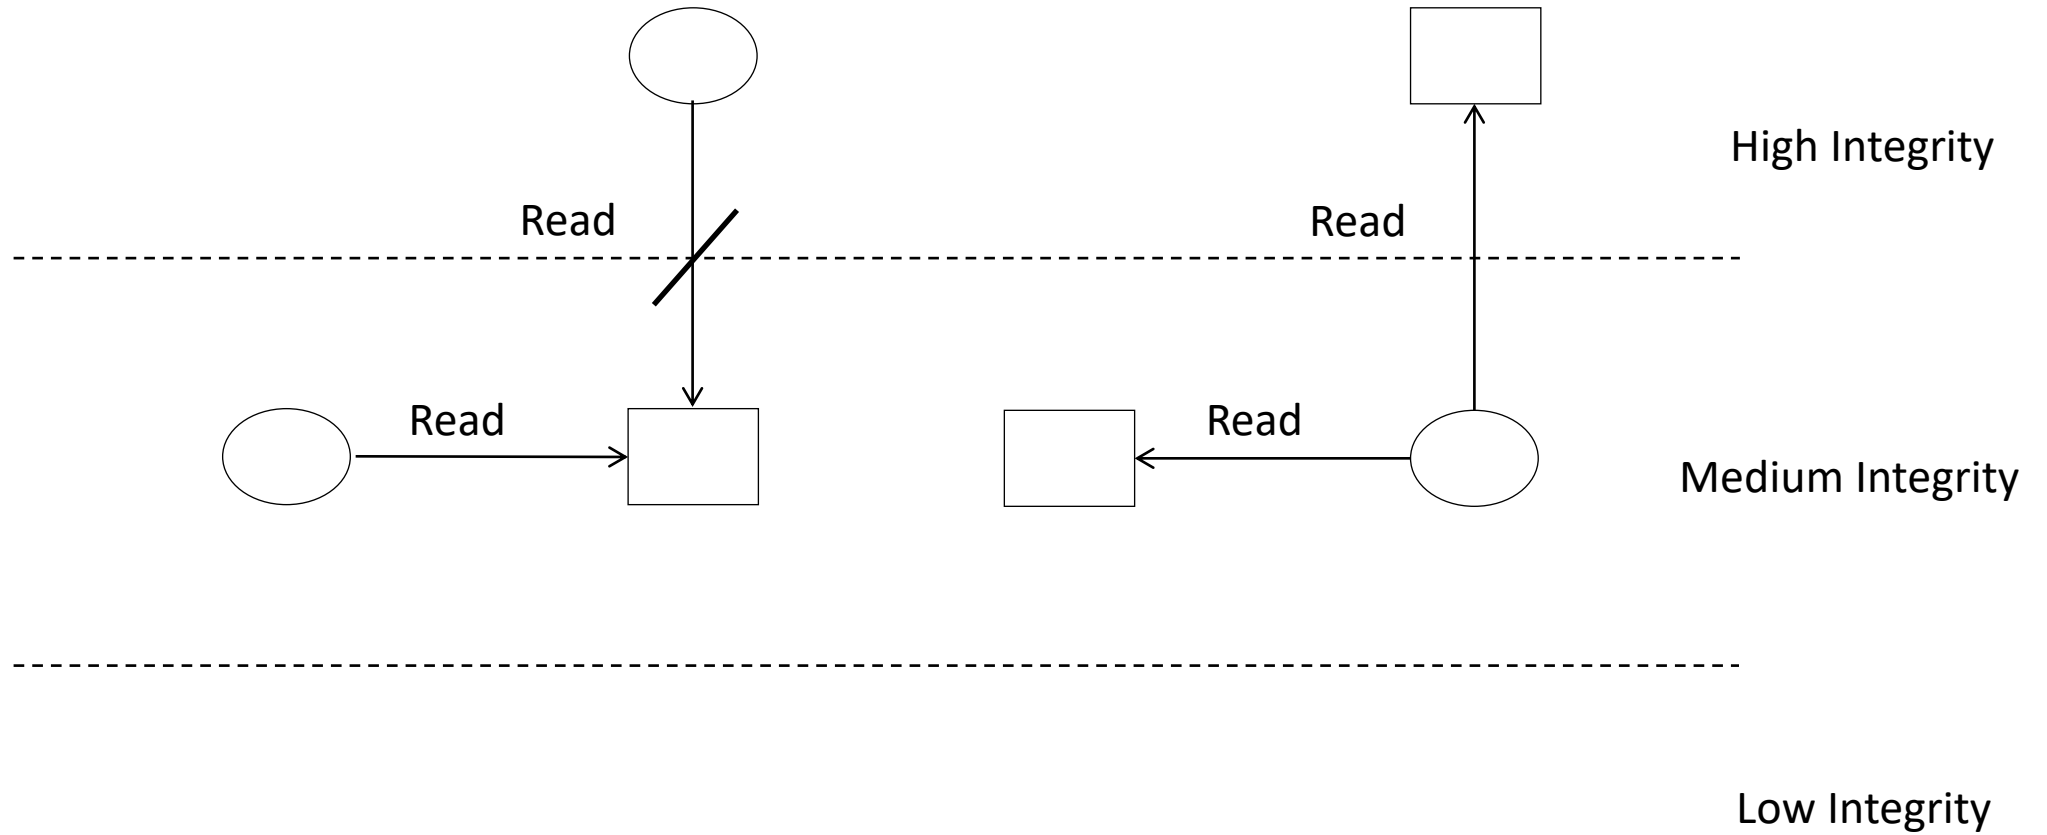 High Integrity
Read
Read
Read
Read
Medium Integrity
Low Integrity